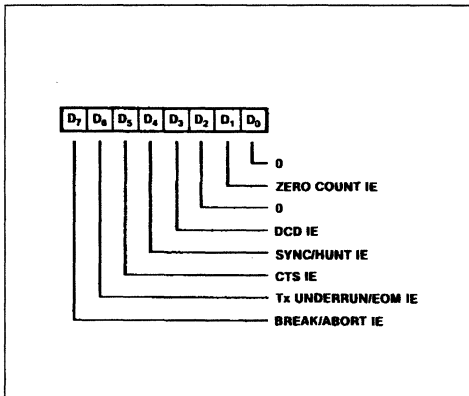 D7 D6 D5 D4 D3 D2 D1 D0
0
ZERO COUNT IE
0
DCD IE
SYNC/HUNT IE
CTS IE
Tx UNDERRUN/EOM IE
BREAK/ABORT IE